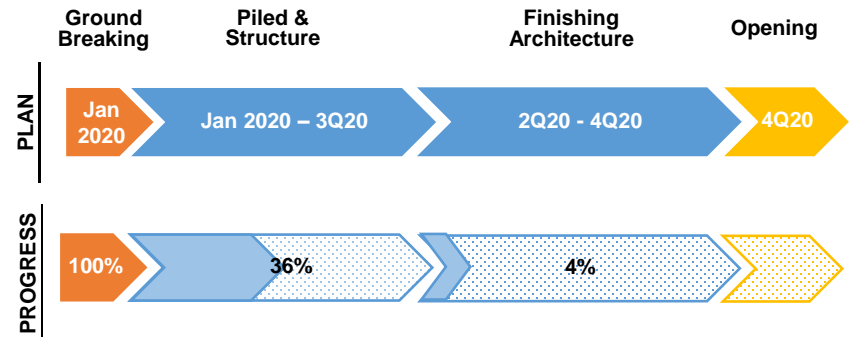 Ground
Breaking
Piled &
Structure
Finishing
Architecture
Opening
PLAN
Jan
2020
Jan 2020 – 3Q20
2Q20 - 4Q20
4Q20
PROGRESS
100%
36%
4%